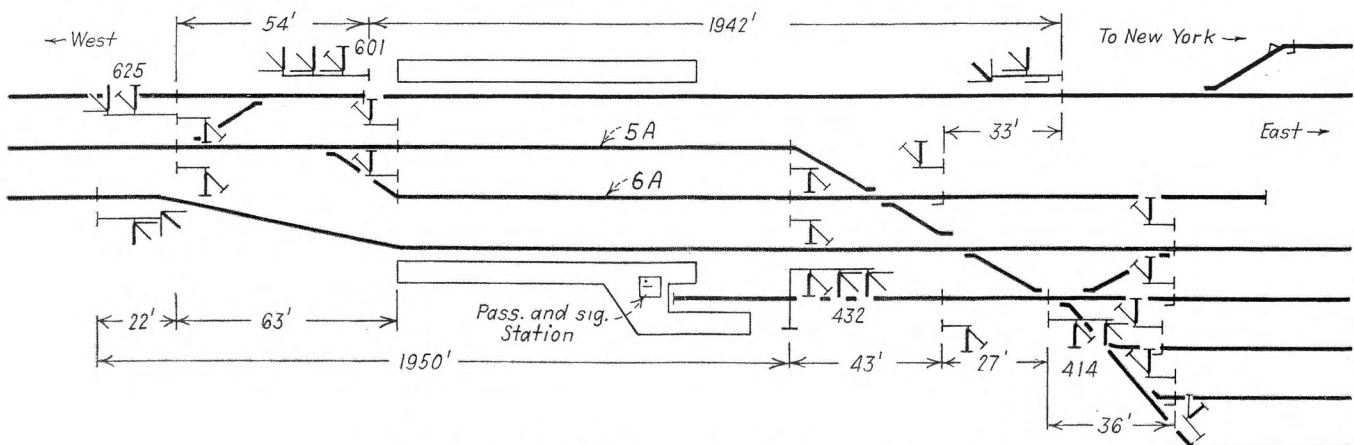 54'
1942'
← West
To New York →
601
625
33'
East →
5A
6A
Pass. and sig.
Station
432
22'
63'
1950'
43'
27'
414
36'